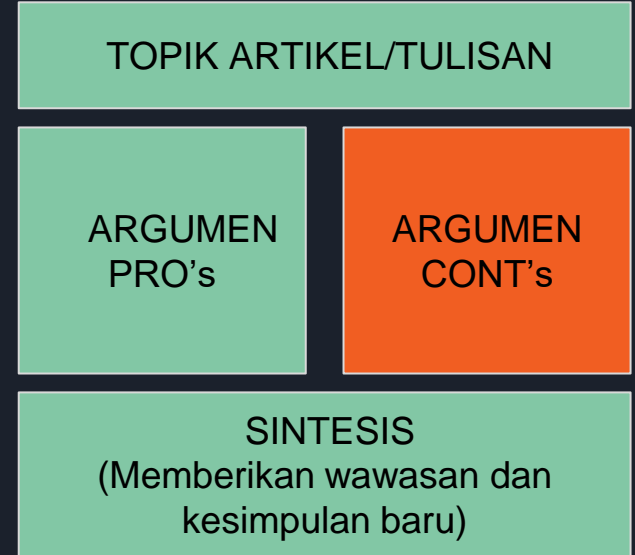 TOPIK ARTIKEL/TULISAN
ARGUMEN
PRO’s
ARGUMEN
CONT’s
SINTESIS
(Memberikan wawasan dan
kesimpulan baru)